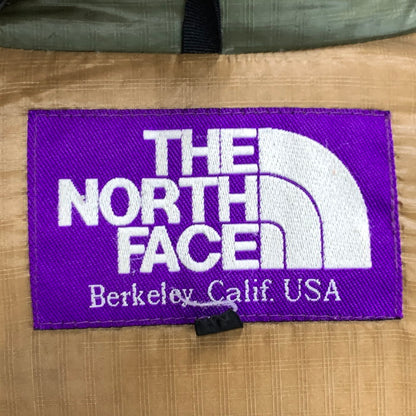 THE
NORTH
FACE
Berkeley, Calif. USA